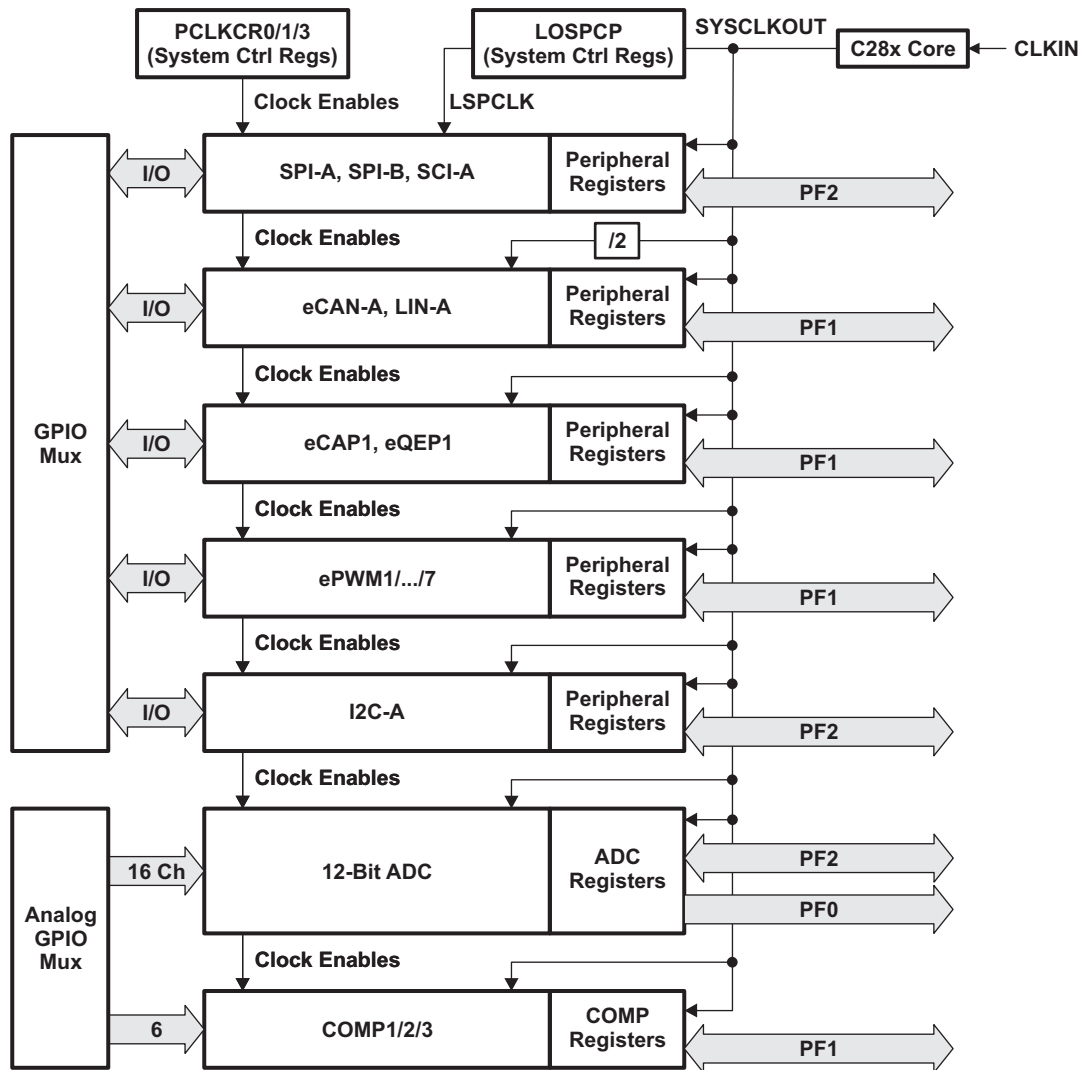 PCLKCR0/1/3
(System Ctrl Regs)
LOSPCP
(System Ctrl Regs)
SYSCLKOUT
C28x Core
CLKIN
Clock Enables
LSPCLK
I/O
SPI-A, SPI-B, SCI-A
Peripheral
Registers
PF2
Clock Enables
/2
I/O
eCAN-A, LIN-A
Peripheral
Registers
PF1
Clock Enables
GPIO
Mux
I/O
eCAP1, eQEP1
Peripheral
Registers
PF1
Clock Enables
I/O
ePWM1/.../7
Peripheral
Registers
PF1
Clock Enables
I/O
I2C-A
Peripheral
Registers
PF2
Clock Enables
Analog
GPIO
Mux
16 Ch
12-Bit ADC
ADC
Registers
PF2
PF0
Clock Enables
6
COMP1/2/3
COMP
Registers
PF1